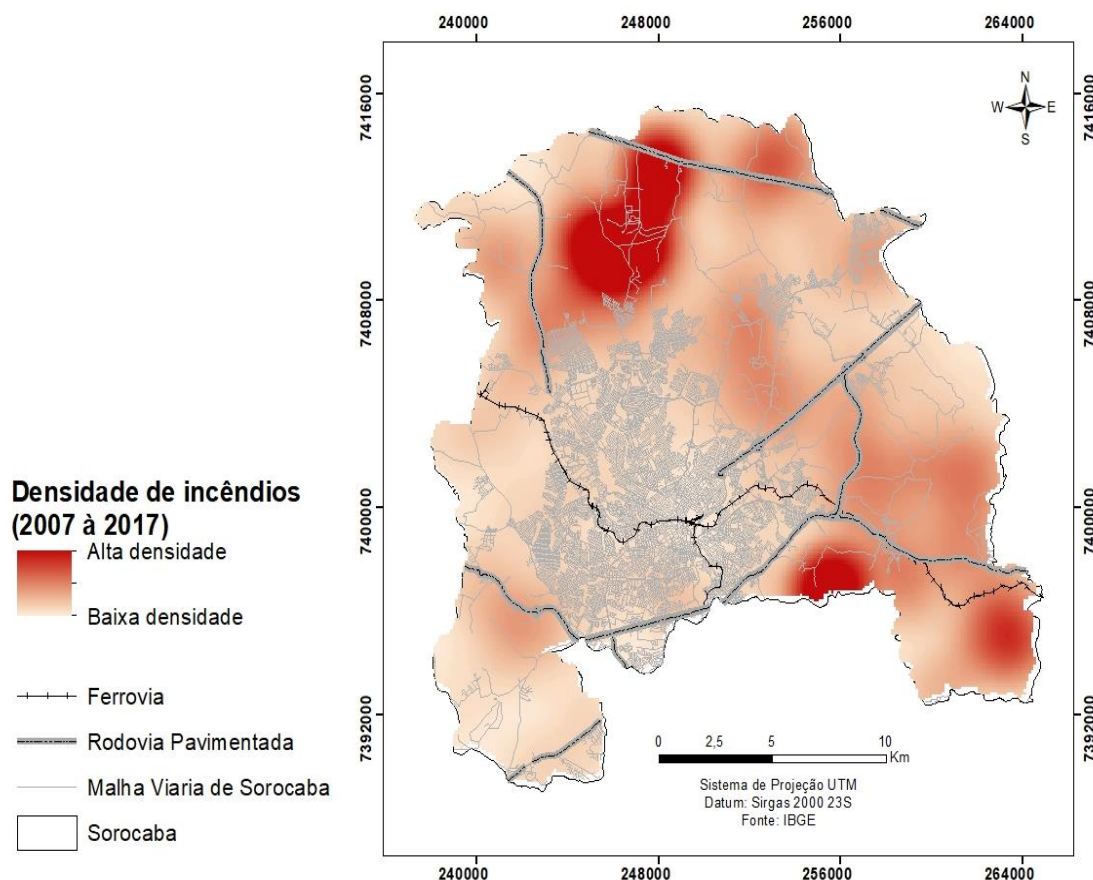 240000 248000 256000 264000
7416000 7416000
N
W E
S
7408000 7408000
Densidade de incêndios
(2007 à 2017)
Alta densidade
Baixa densidade
7400000 7400000
Ferrovia
Rodovia Pavimentada
Malha Viaria de Sorocaba
Sorocaba
7392000 7392000
0 2,5 5 10
Km
Sistema de Projeção UTM
Datum: Sirgas 2000 23S
Fonte: IBGE
240000 248000 256000 264000